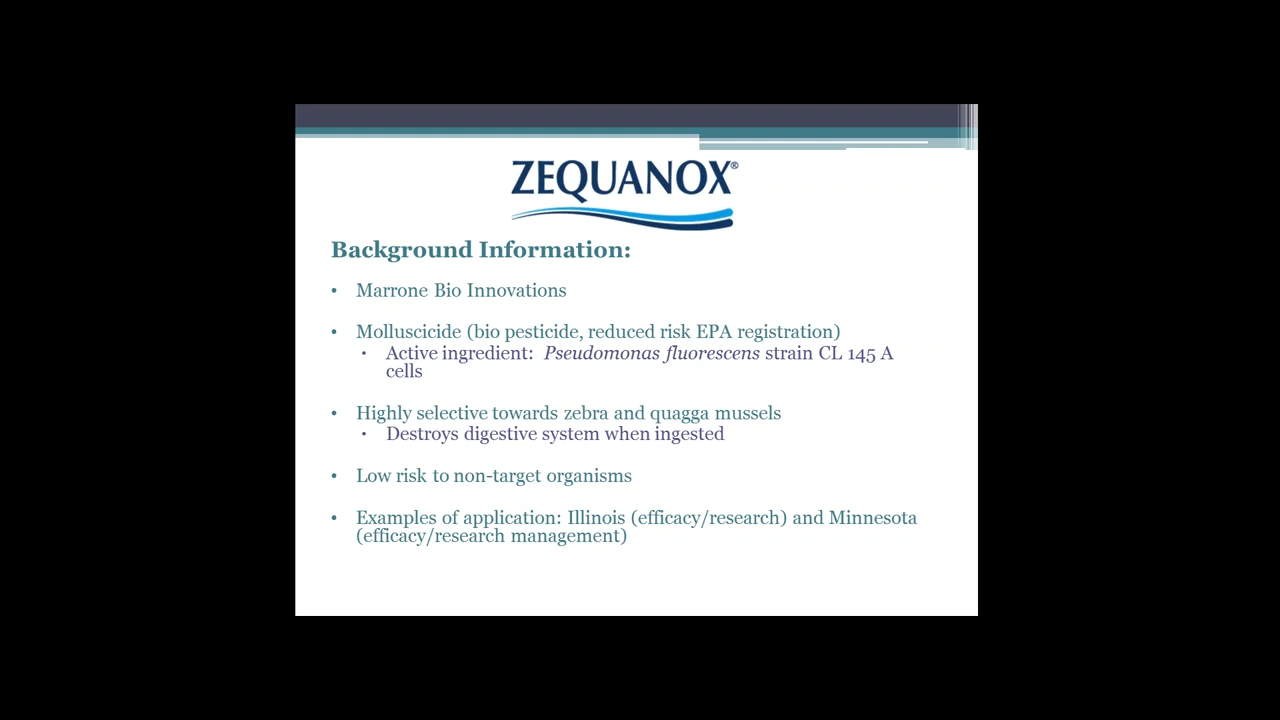 ZEQUANOX®
Background Information:
• Marrone Bio Innovations
• Molluscicide (bio pesticide, reduced risk EPA registration)
• Active ingredient: Pseudomonas fluorescens strain CL 145 A
cells
• Highly selective towards zebra and quagga mussels
• Destroys digestive system when ingested
• Low risk to non-target organisms
• Examples of application: Illinois (efficacy/research) and Minnesota
(efficacy/research management)